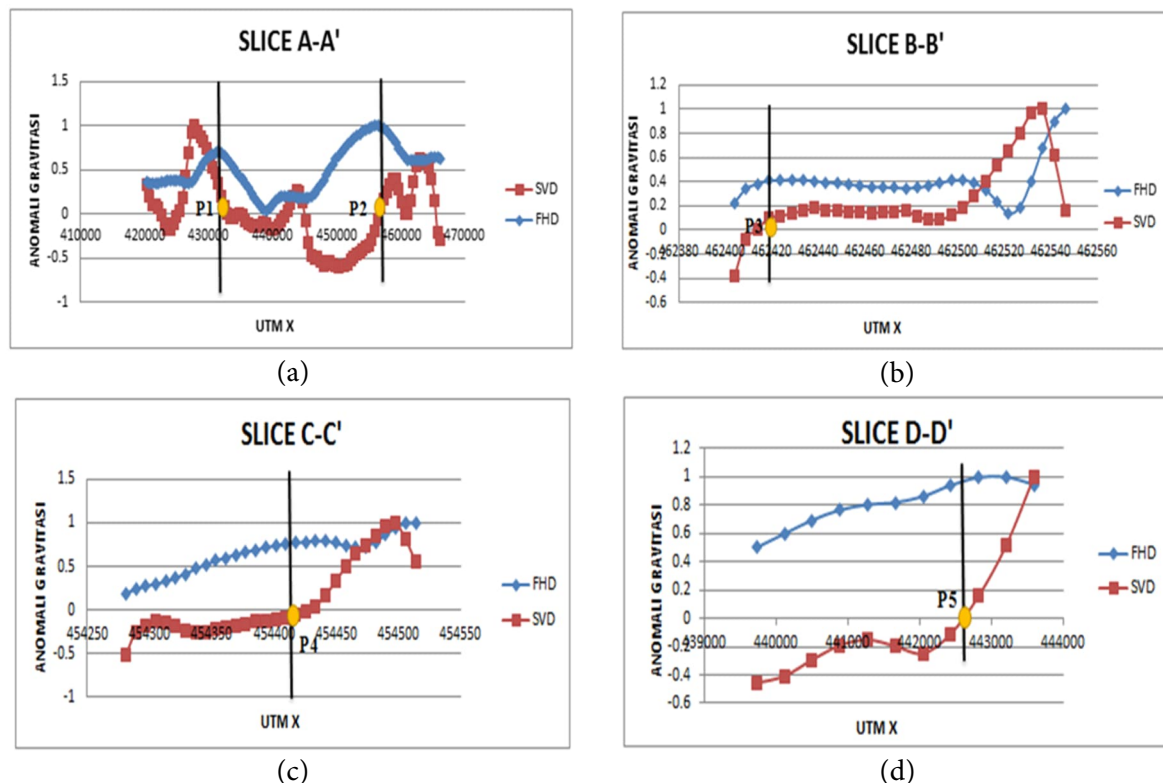 SLICE A-A'
ANOMALI GRAVITASI
1.5
1
0.5
0
-0.5
-1
410000 420000 430000 440000 450000 460000 470000
P1
P2
SVD
FHD
UTM X
(a)
SLICE B-B'
ANOMALI GRAVITASI
1.2
1
0.8
0.6
0.4
0.2
0
-0.2
-0.4
-0.6
462380 462400 462420 462440 462460 462480 462500 462520 462540 462560
P3
FHD
SVD
UTM X
(b)
SLICE C-C'
ANOMALI GRAVITASI
1.5
1
0.5
0
-0.5
-1
454250 454300 454350 454400 454450 454500 454550
P4
FHD
SVD
UTM X
(c)
SLICE D-D'
ANOMALI GRAVITASI
1.2
1
0.8
0.6
0.4
0.2
0
-0.2
-0.4
-0.6
439000 440000 441000 442000 443000 444000
P5
FHD
SVD
UTM X
(d)